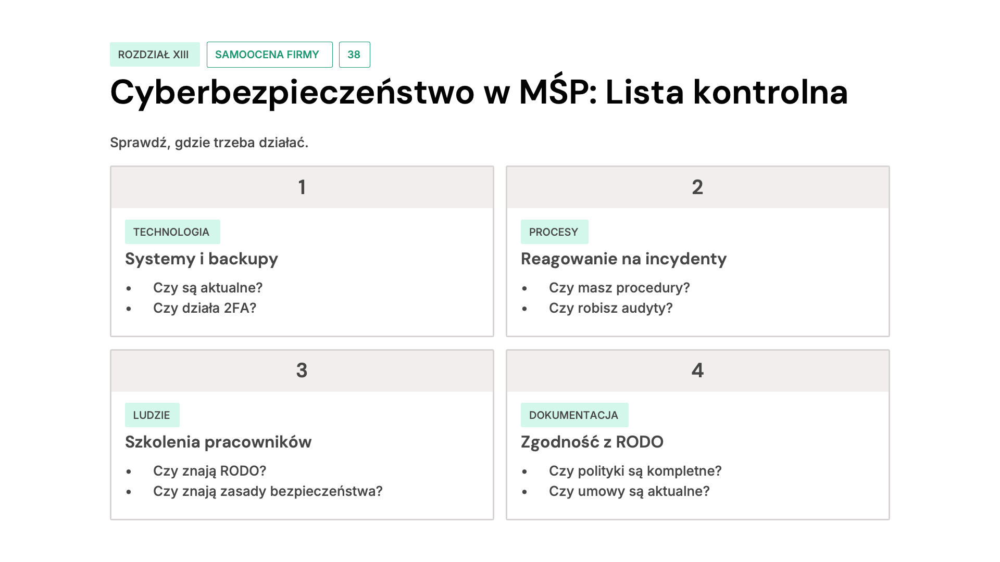 ROZDZIAŁ XIII
SAMOOCENA FIRMY
38
Cyberbezpieczeństwo w MŚP: Lista kontrolna
Sprawdź, gdzie trzeba działać.
1
TECHNOLOGIA
Systemy i backupy
• Czy są aktualne?
• Czy działa 2FA?
2
PROCESY
Reagowanie na incydenty
• Czy masz procedury?
• Czy robisz audyty?
3
LUDZIE
Szkolenia pracowników
• Czy znają RODO?
• Czy znają zasady bezpieczeństwa?
4
DOKUMENTACJA
Zgodność z RODO
• Czy polityki są kompletne?
• Czy umowy są aktualne?